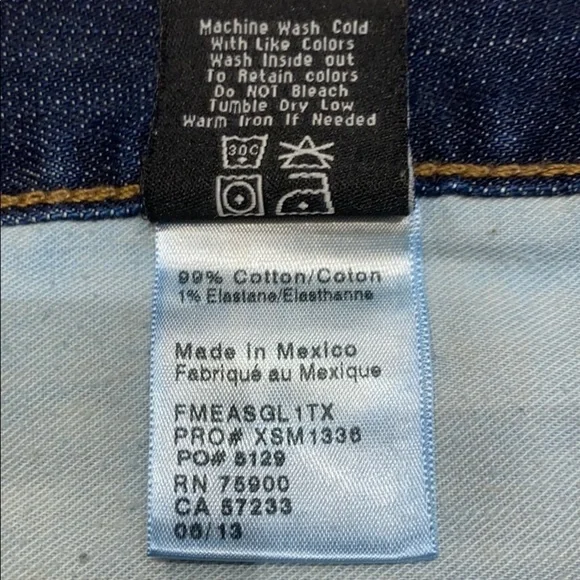 Machine Wash Cold
With Like Colors
Wash Inside out
To Retain colors
Do NOT Bleach
Tumble Dry Low
Warm Iron If Needed
30C
99% Cotton/Coton
1% Elastane/Elasthanne
Made in Mexico
Fabriqué au Mexique
FMEASGL1TX
PRO# XSM1336
PO# 5129
RN 75900
CA 57233
06/13